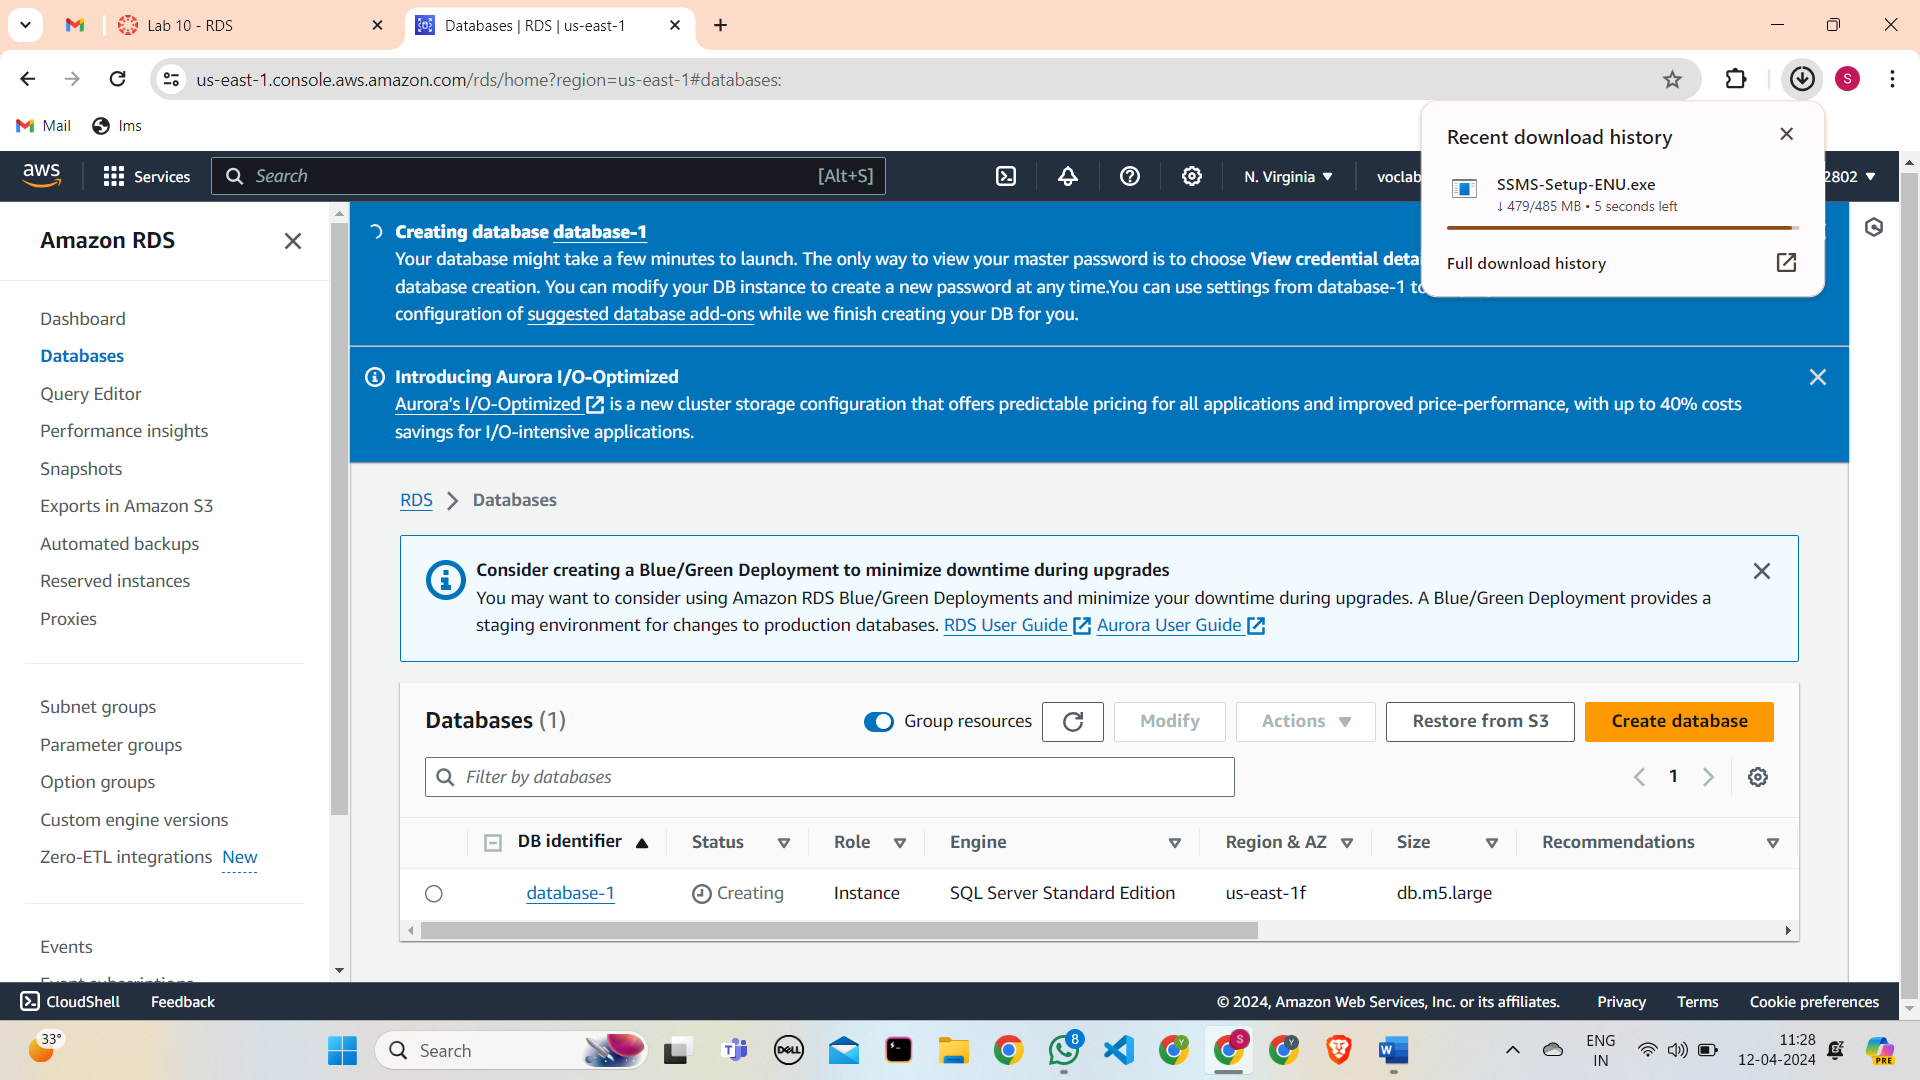 Lab 10 - RDS
Databases | RDS | us-east-1
us-east-1.console.aws.amazon.com/rds/home?region=us-east-1#databases:
S
Mail
lms
Recent download history
SSMS-Setup-ENU.exe
↓ 479/485 MB • 5 seconds left
Full download history
aws
Services
Search
[Alt+S]
N. Virginia
voclab
2802
Amazon RDS
Dashboard
Databases
Query Editor
Performance insights
Snapshots
Exports in Amazon S3
Automated backups
Reserved instances
Proxies
Subnet groups
Parameter groups
Option groups
Custom engine versions
Zero-ETL integrations New
Events
Creating database database-1
Your database might take a few minutes to launch. The only way to view your master password is to choose View credential
database creation. You can modify your DB instance to create a new password at any time.You can use settings from database-1
configuration of suggested database add-ons while we finish creating your DB for you.
Introducing Aurora I/O-Optimized
Aurora's I/O-Optimized is a new cluster storage configuration that offers predictable pricing for all applications and improved price-performance, with up to 40% costs
savings for I/O-intensive applications.
RDS > Databases
Consider creating a Blue/Green Deployment to minimize downtime during upgrades
You may want to consider using Amazon RDS Blue/Green Deployments and minimize your downtime during upgrades. A Blue/Green Deployment provides a
staging environment for changes to production databases. RDS User Guide Aurora User Guide
Databases (1)
Group resources
Modify
Actions
Restore from S3
Create database
Filter by databases
1
DB identifier Status Role Engine Region & AZ Size Recommendations
database-1 Creating Instance SQL Server Standard Edition us-east-1f db.m5.large
CloudShell
Feedback
© 2024, Amazon Web Services, Inc. or its affiliates.
Privacy
Terms
Cookie preferences
33°
Search
DELL
8
S
Y
Y
ENG
IN
11:28
12-04-2024
PRE